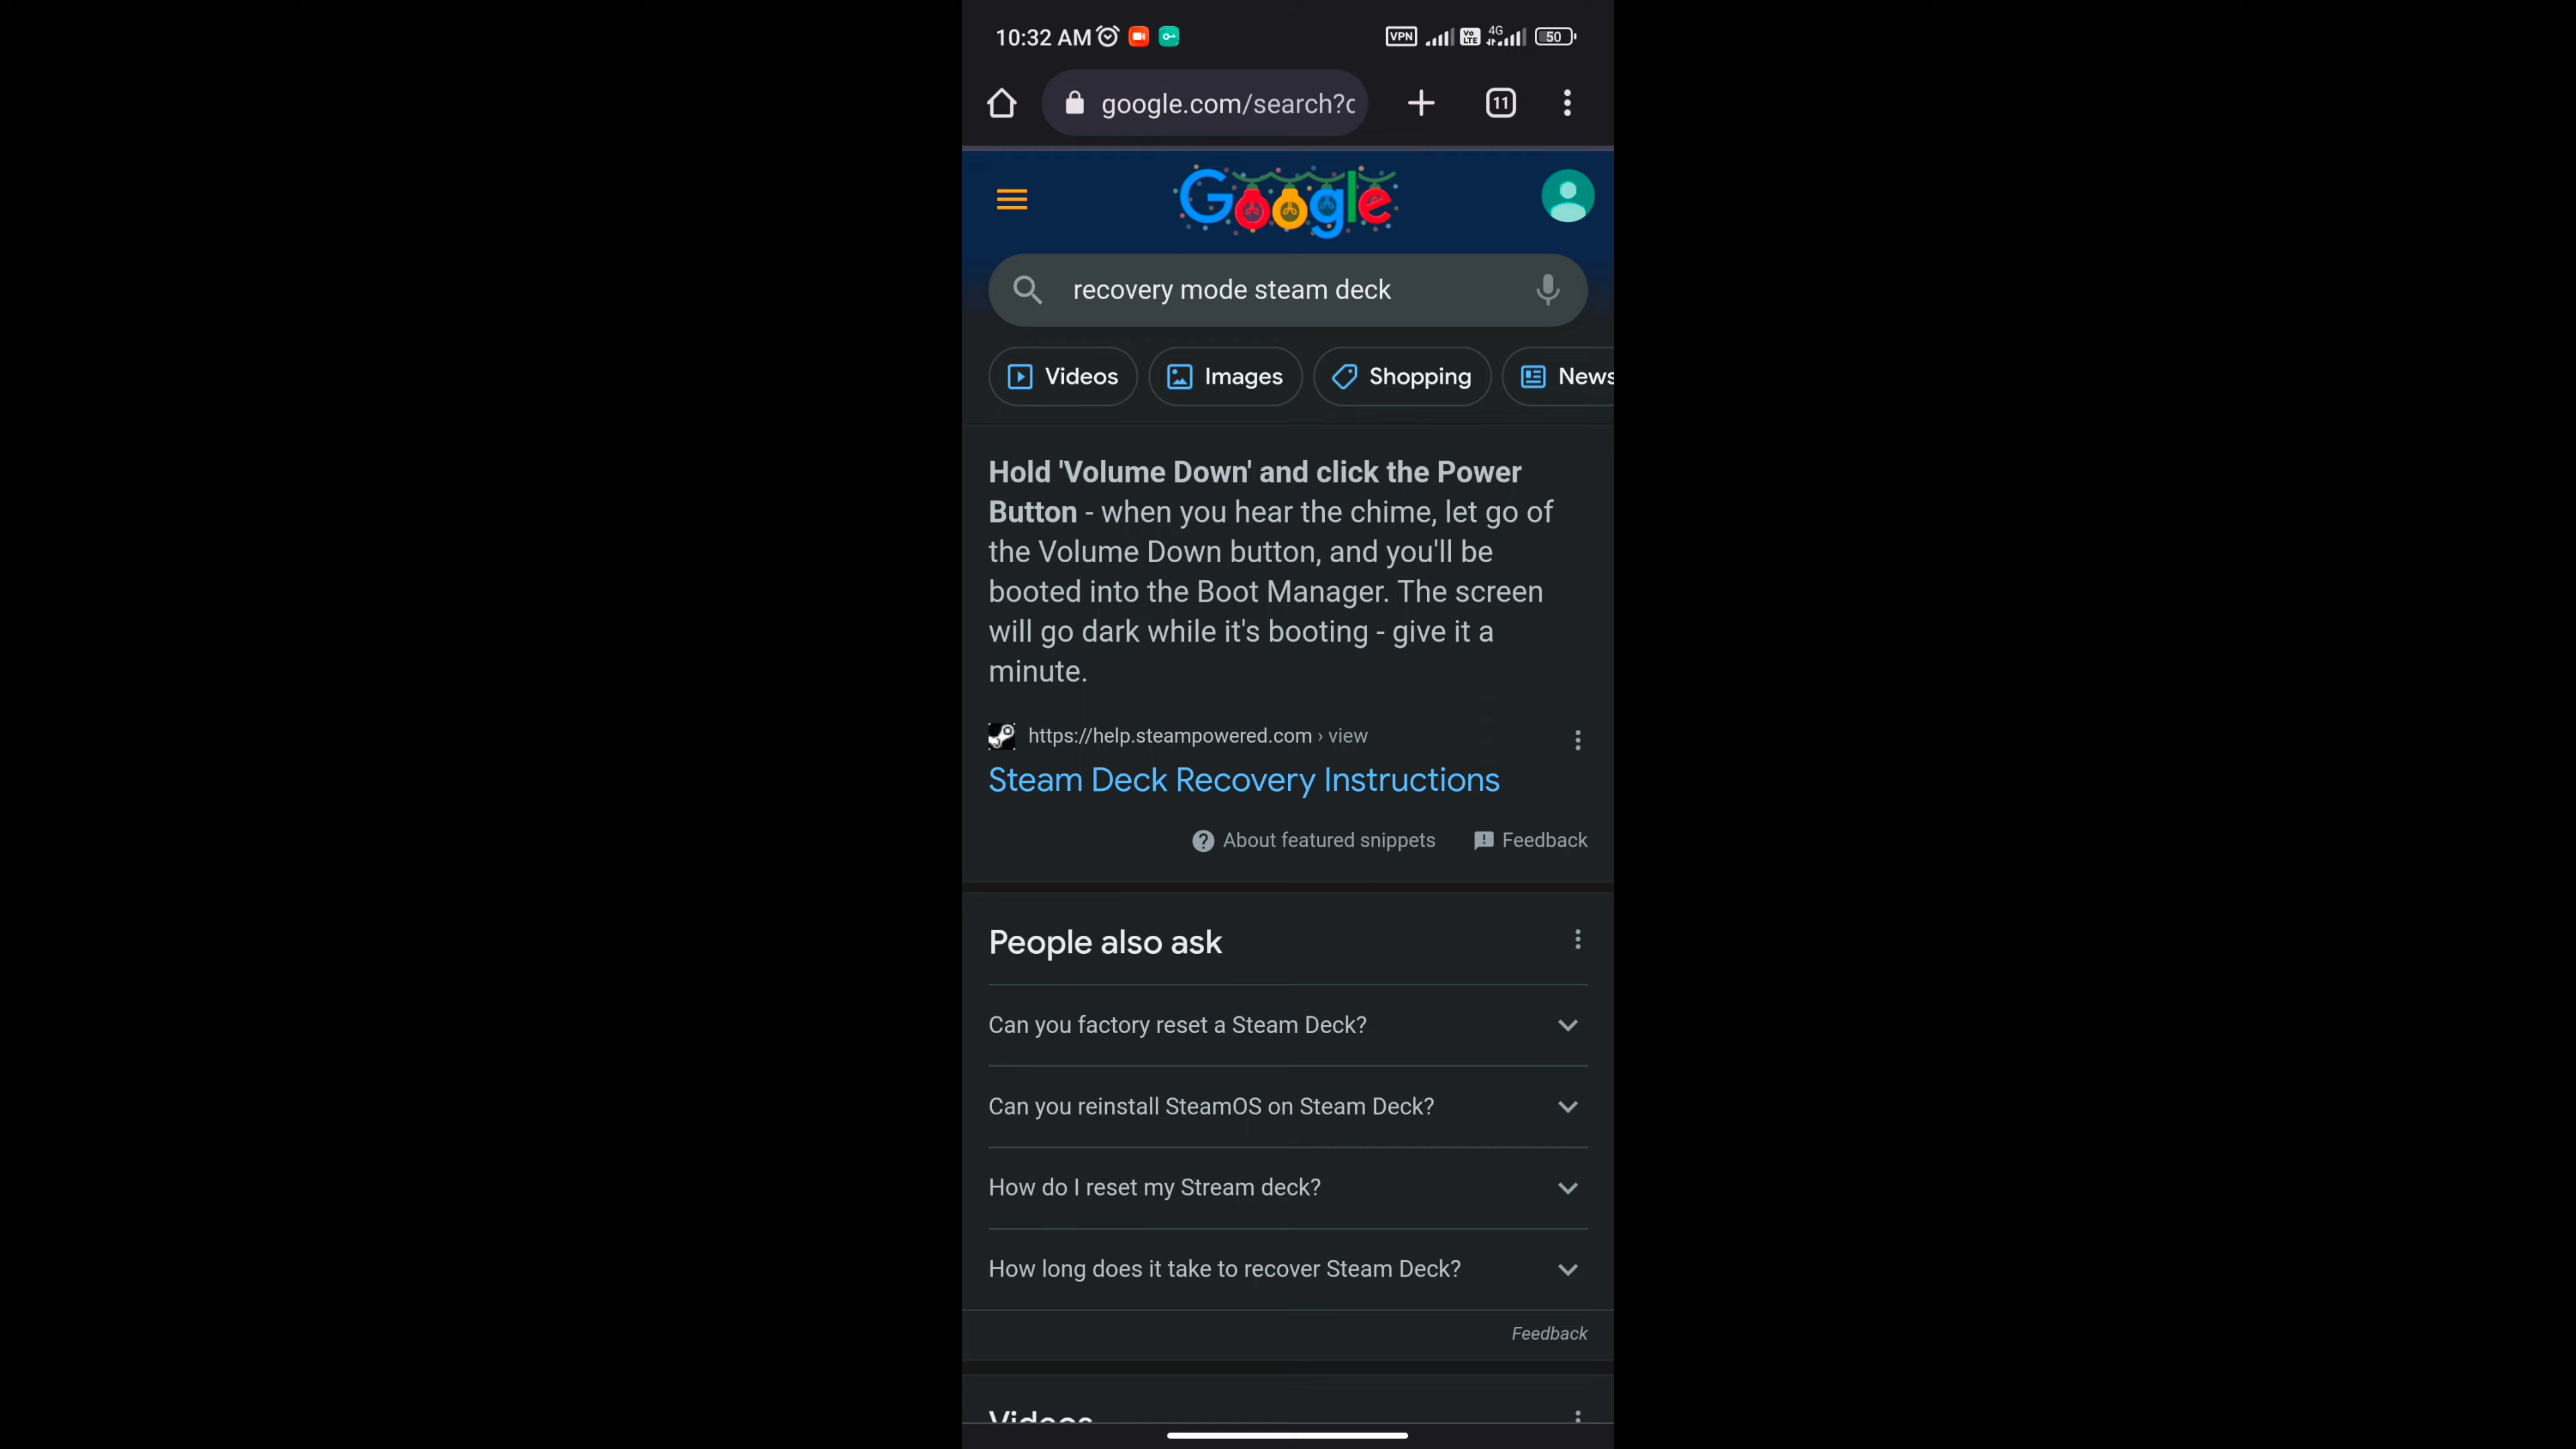 10:32 AM VPN Vo LTE 4G 50
google.com/search?c 11
Google
recovery mode steam deck
Videos Images Shopping News
Hold 'Volume Down' and click the Power
Button - when you hear the chime, let go of
the Volume Down button, and you'll be
booted into the Boot Manager. The screen
will go dark while it's booting - give it a
minute.
https://help.steampowered.com › view
Steam Deck Recovery Instructions
About featured snippets Feedback
People also ask
Can you factory reset a Steam Deck?
Can you reinstall SteamOS on Steam Deck?
How do I reset my Stream deck?
How long does it take to recover Steam Deck?
Feedback
Videos